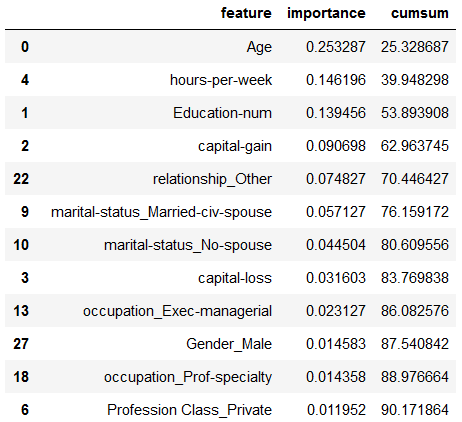 feature importance cumsum
0 Age 0.253287 25.328687
4 hours-per-week 0.146196 39.948298
1 Education-num 0.139456 53.893908
2 capital-gain 0.090698 62.963745
22 relationship_Other 0.074827 70.446427
9 marital-status_Married-civ-spouse 0.057127 76.159172
10 marital-status_No-spouse 0.044504 80.609556
3 capital-loss 0.031603 83.769838
13 occupation_Exec-managerial 0.023127 86.082576
27 Gender_Male 0.014583 87.540842
18 occupation_Prof-specialty 0.014358 88.976664
6 Profession Class_Private 0.011952 90.171864